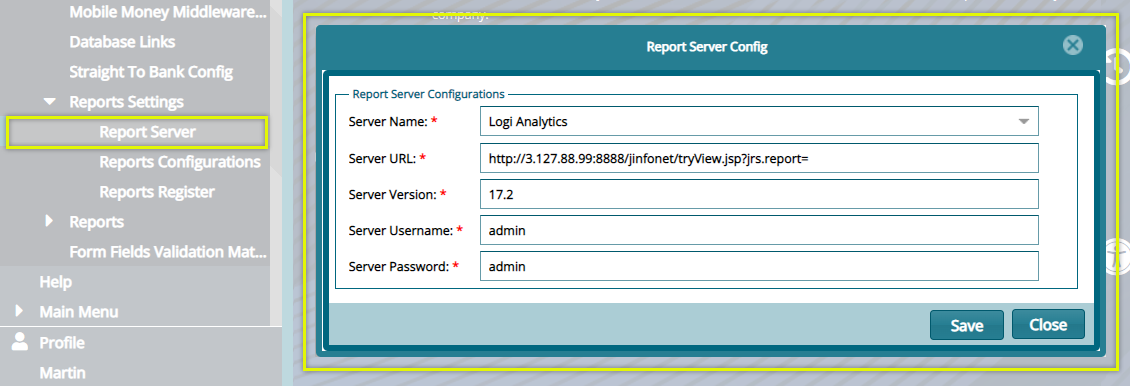 Mobile Money Middleware...
Database Links
Straight To Bank Config
Reports Settings
Report Server
Reports Configurations
Reports Register
Reports
Form Fields Validation Mat...
Help
Main Menu
Profile
Martin
company.
Report Server Config
Report Server Configurations
Server Name: * Logi Analytics
Server URL: * http://3.127.88.99:8888/jinfonet/tryView.jsp?jrs.report=
Server Version: * 17.2
Server Username: * admin
Server Password: * admin
Save Close